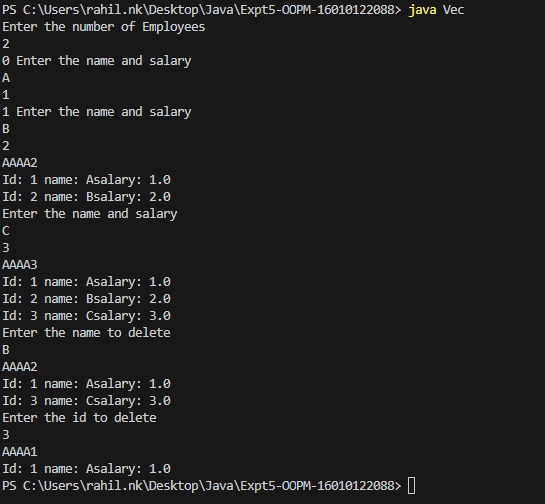 PS C:\Users\rahil.nk\Desktop\Java\Expt5-OOPM-16010122088> java Vec
Enter the number of Employees
2
0 Enter the name and salary
A
1
1 Enter the name and salary
B
2
AAAA2
Id: 1 name: Asalary: 1.0
Id: 2 name: Bsalary: 2.0
Enter the name and salary
C
3
AAAA3
Id: 1 name: Asalary: 1.0
Id: 2 name: Bsalary: 2.0
Id: 3 name: Csalary: 3.0
Enter the name to delete
B
AAAA2
Id: 1 name: Asalary: 1.0
Id: 3 name: Csalary: 3.0
Enter the id to delete
3
AAAA1
Id: 1 name: Asalary: 1.0
PS C:\Users\rahil.nk\Desktop\Java\Expt5-OOPM-16010122088>